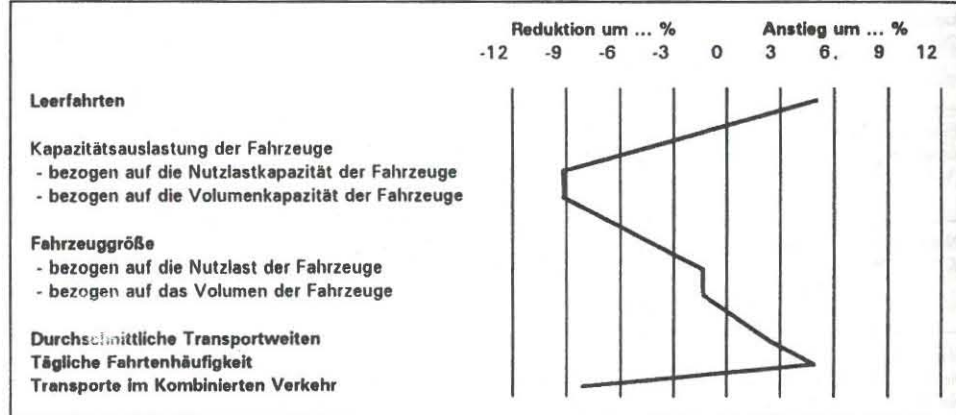 Reduktion um ... % Anstieg um ... %
-12 -9 -6 -3 0 3 6. 9 12
Leerfahrten
Kapazitätsauslastung der Fahrzeuge
- bezogen auf die Nutzlastkapazität der Fahrzeuge
- bezogen auf die Volumenkapazität der Fahrzeuge
Fahrzeuggröße
- bezogen auf die Nutzlast der Fahrzeuge
- bezogen auf das Volumen der Fahrzeuge
Durchschnittliche Transportweiten
Tägliche Fahrtenhäufigkeit
Transporte im Kombinierten Verkehr